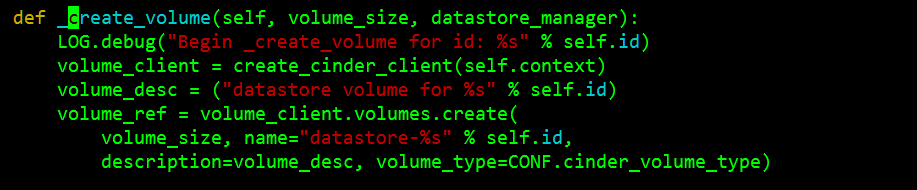 def _create_volume(self, volume_size, datastore_manager):
    LOG.debug("Begin _create_volume for id: %s" % self.id)
    volume_client = create_cinder_client(self.context)
    volume_desc = ("datastore volume for %s" % self.id)
    volume_ref = volume_client.volumes.create(
        volume_size, name="datastore-%s" % self.id,
        description=volume_desc, volume_type=CONF.cinder_volume_type)